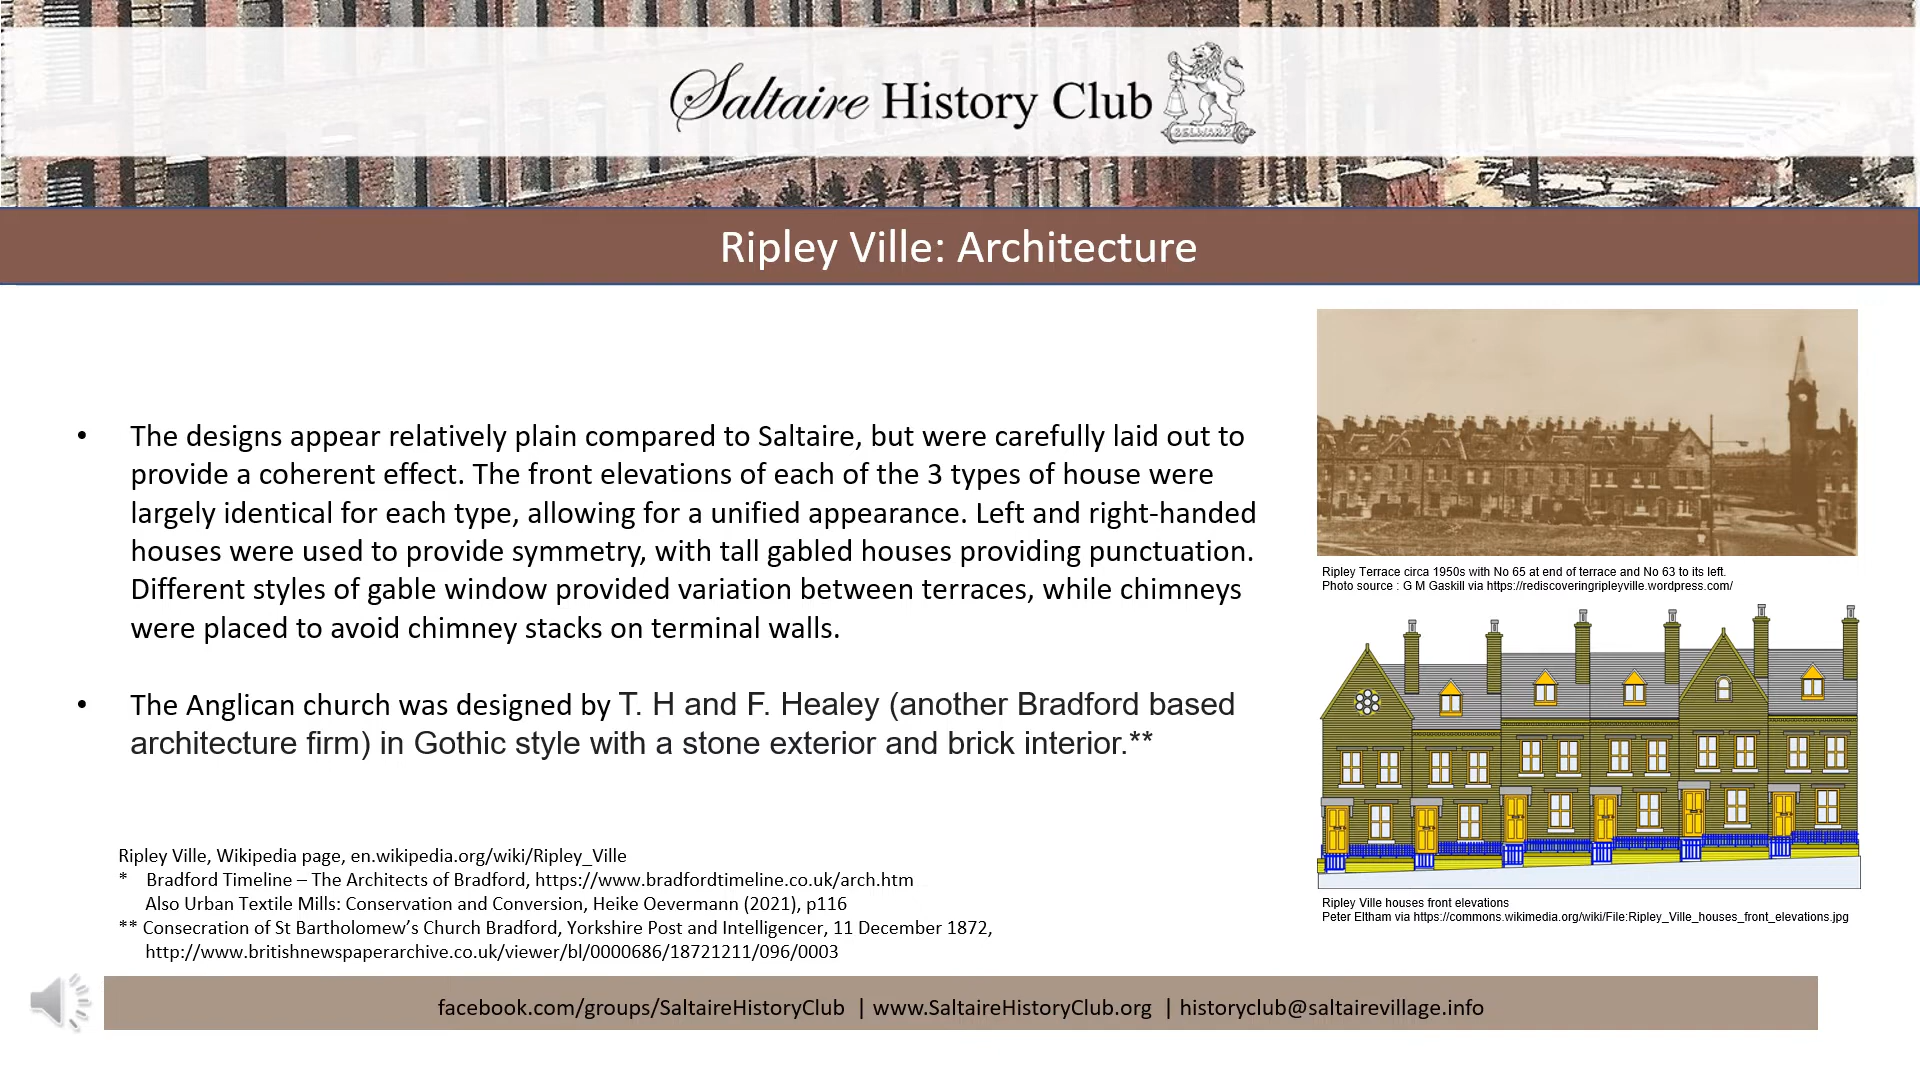 Saltaire History Club
Ripley Ville: Architecture
• The designs appear relatively plain compared to Saltaire, but were carefully laid out to
provide a coherent effect. The front elevations of each of the 3 types of house were
largely identical for each type, allowing for a unified appearance. Left and right-handed
houses were used to provide symmetry, with tall gabled houses providing punctuation.
Different styles of gable window provided variation between terraces, while chimneys
were placed to avoid chimney stacks on terminal walls.
• The Anglican church was designed by T. H and F. Healey (another Bradford based
architecture firm) in Gothic style with a stone exterior and brick interior.**
Ripley Terrace circa 1950s with No 65 at end of terrace and No 63 to its left.
Photo source : G M Gaskill via https://rediscoveringripleyville.wordpress.com/
Ripley Ville houses front elevations
Peter Eltham via https://commons.wikimedia.org/wiki/File:Ripley_Ville_houses_front_elevations.jpg
Ripley Ville, Wikipedia page, en.wikipedia.org/wiki/Ripley_Ville
* Bradford Timeline – The Architects of Bradford, https://www.bradfordtimeline.co.uk/arch.htm
Also Urban Textile Mills: Conservation and Conversion, Heike Oevermann (2021), p116
** Consecration of St Bartholomew’s Church Bradford, Yorkshire Post and Intelligencer, 11 December 1872,
http://www.britishnewspaperarchive.co.uk/viewer/bl/0000686/18721211/096/0003
facebook.com/groups/SaltaireHistoryClub | www.SaltaireHistoryClub.org | historyclub@saltairevillage.info